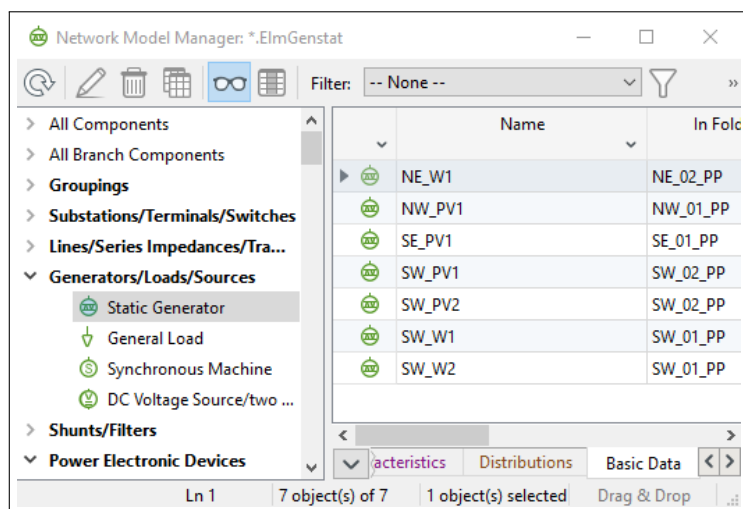 Network Model Manager: *.ElmGenstat
Filter: -- None --
»
All Components
All Branch Components
Groupings
Substations/Terminals/Switches
Lines/Series Impedances/Tra...
Generators/Loads/Sources
Static Generator
General Load
Synchronous Machine
DC Voltage Source/two ...
Shunts/Filters
Power Electronic Devices
Name In Fold
NE_W1 NE_02_PP
NW_PV1 NW_01_PP
SE_PV1 SE_01_PP
SW_PV1 SW_02_PP
SW_PV2 SW_02_PP
SW_W1 SW_01_PP
SW_W2 SW_01_PP
acteristics Distributions Basic Data
Ln 1 7 object(s) of 7 1 object(s) selected Drag & Drop